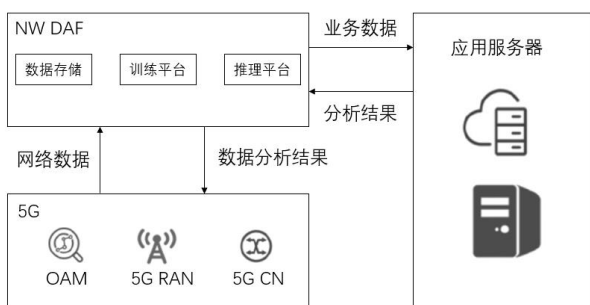 NW DAF
数据存储
训练平台
推理平台
业务数据
分析结果
应用服务器
网络数据
数据分析结果
5G
OAM
5G RAN
5G CN